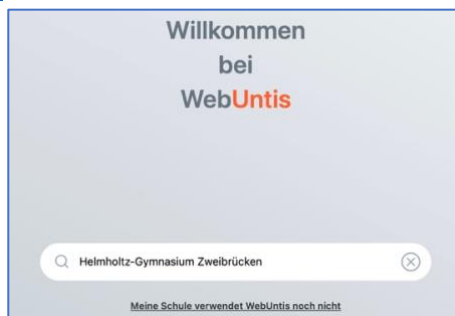 Willkommen
bei
WebUntis
Helmholtz-Gymnasium Zweibrücken
Meine Schule verwendet WebUntis noch nicht